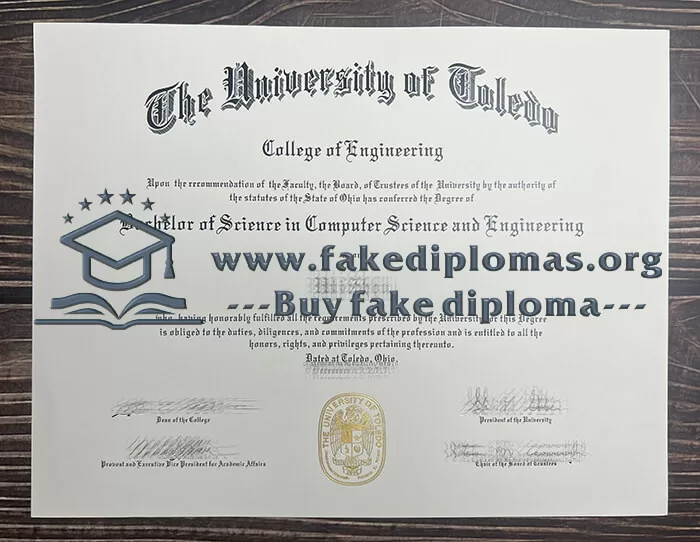 The University of Toledo
College of Engineering
Upon the recommendation of the Faculty, the Board, of Trustees of the University by the authority of
the statutes of the State of Ohio has conferred the Degree of
Bachelor of Science in Computer Science and Engineering
www.fakediplomas.org
---Buy fake diploma---
who, having honorably fulfilled all the requirements prescribed by the University for this Degree
is obliged to the duties, diligences, and commitments of the profession and is entitled to all the
honors, rights, and privileges pertaining thereunto.
Dated at Toledo, Ohio,
Dean of the College
President of the University
THE UNIVERSITY OF TOLEDO
Provost and Executive Vice President for Academic Affairs
Chair of the Board of Trustees